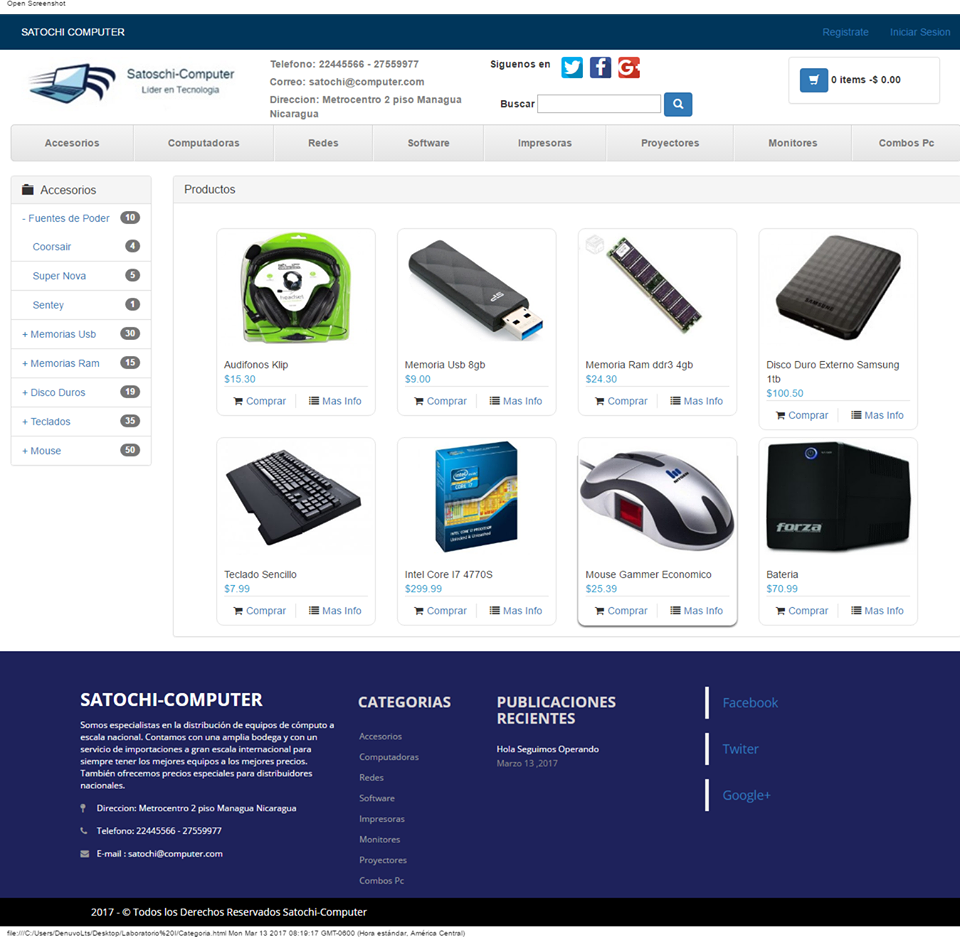 Open Screenshot
SATOCHI COMPUTER
Registrate
Iniciar Sesion
Satoschi-Computer
Lider en Tecnologia
Telefono: 22445566 - 27559977
Correo: satochi@computer.com
Direccion: Metrocentro 2 piso Managua
Nicaragua
Siguenos en
Buscar
0 items -$ 0.00
Accesorios
Computadoras
Redes
Software
Impresoras
Proyectores
Monitores
Combos Pc
Accesorios
- Fuentes de Poder 10
Coorsair 4
Super Nova 5
Sentey 1
+ Memorias Usb 30
+ Memorias Ram 15
+ Disco Duros 19
+ Teclados 35
+ Mouse 50
Productos
Audifonos Klip
$15.30
Comprar
Mas Info
Memoria Usb 8gb
$9.00
Comprar
Mas Info
Memoria Ram ddr3 4gb
$24.30
Comprar
Mas Info
SAMSUNG
Disco Duro Externo Samsung
1tb
$100.50
Comprar
Mas Info
Teclado Sencillo
$7.99
Comprar
Mas Info
intel
CORE i7
Intel Core I7 4770S
$299.99
Comprar
Mas Info
Mouse Gammer Economico
$25.39
Comprar
Mas Info
forza
Bateria
$70.99
Comprar
Mas Info
SATOCHI-COMPUTER
Somos especialistas en la distribución de equipos de cómputo a
escala nacional. Contamos con una amplia bodega y con un
servicio de importaciones a gran escala internacional para
siempre tener los mejores equipos a los mejores precios.
También ofrecemos precios especiales para distribuidores
nacionales.
Direccion: Metrocentro 2 piso Managua Nicaragua
Telefono: 22445566 - 27559977
E-mail : satochi@computer.com
CATEGORIAS
Accesorios
Computadoras
Redes
Software
Impresoras
Monitores
Proyectores
Combos Pc
PUBLICACIONES
RECIENTES
Hola Seguimos Operando
Marzo 13 ,2017
Facebook
Twiter
Google+
2017 - © Todos los Derechos Reservados Satochi-Computer
file:///C:/Users/DenuvoLts/Desktop/Laboratorio%20I/Categoria.html Mon Mar 13 2017 08:19:17 GMT-0600 (Hora estándar, América Central)